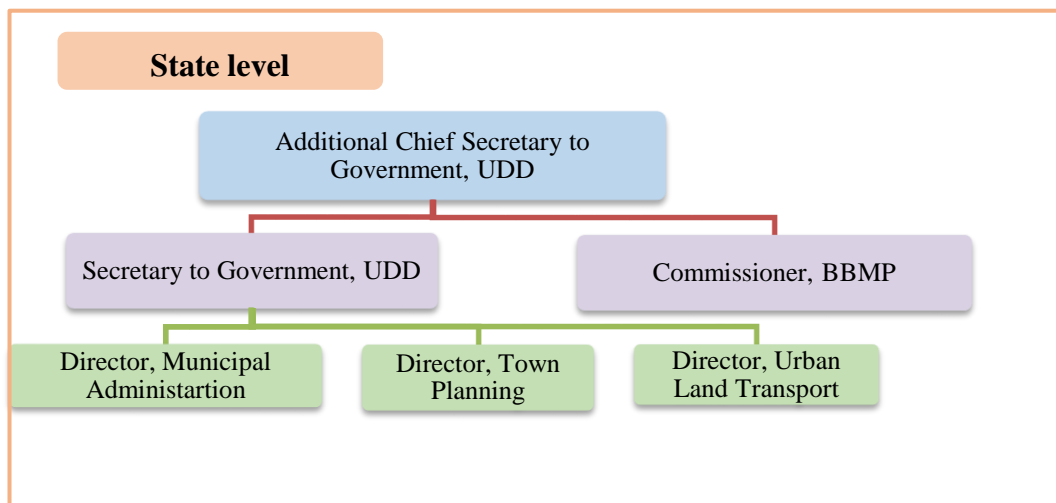 State level
Additional Chief Secretary to
Government, UDD
Secretary to Government, UDD
Commissioner, BBMP
Director, Municipal
Administartion
Director, Town
Planning
Director, Urban
Land Transport